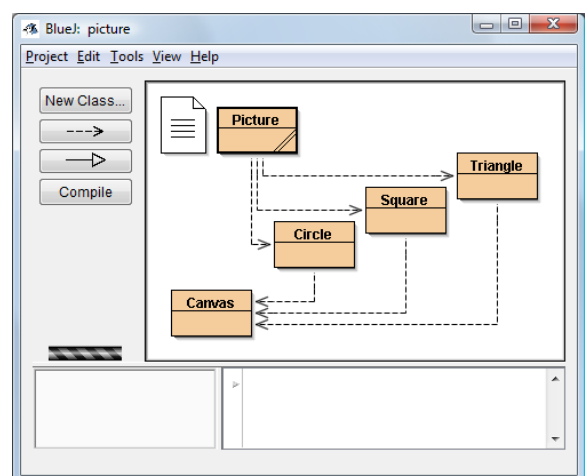 BlueJ: picture
Project Edit Tools View Help
New Class...
Compile
Picture
Triangle
Square
Circle
Canvas